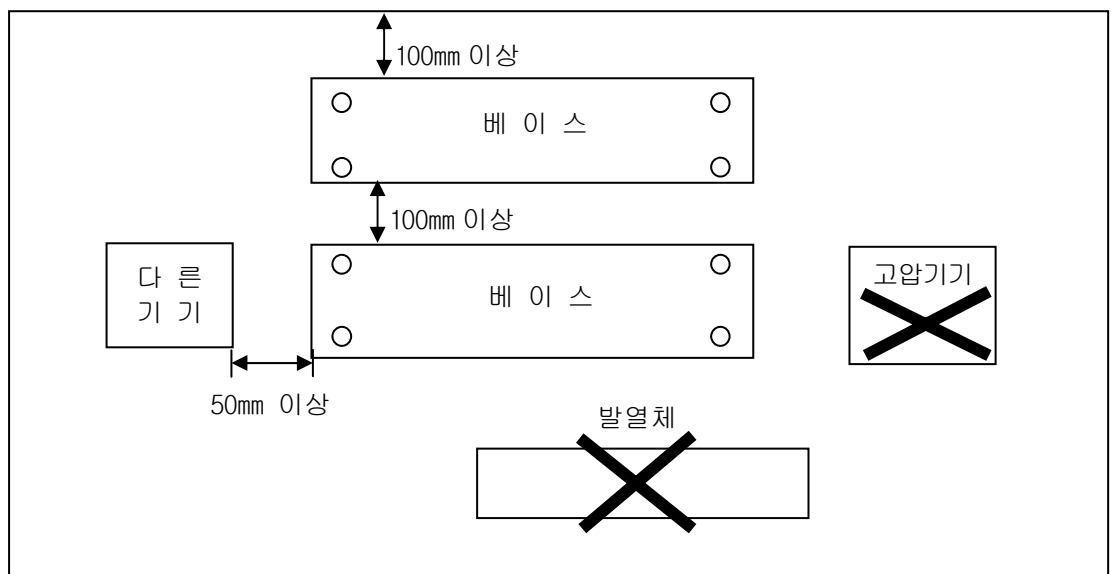 100mm 이상
베 이 스
100mm 이상
다 른
기 기
베 이 스
고압기기
50mm 이상
발열체